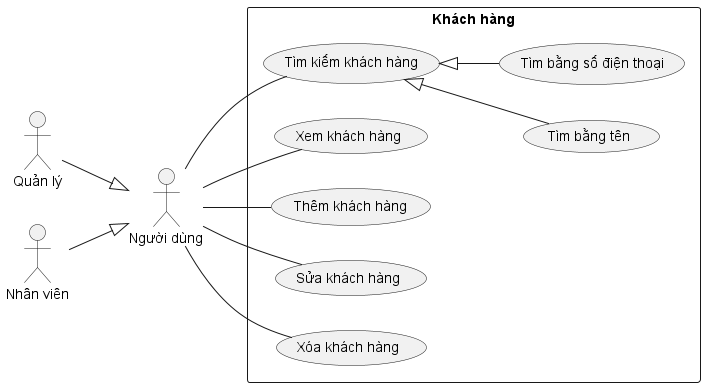 Khách hàng
Tìm kiếm khách hàng
Tìm bằng số điện thoại
Tìm bằng tên
Xem khách hàng
Quản lý
Thêm khách hàng
Người dùng
Sửa khách hàng
Nhân viên
Xóa khách hàng